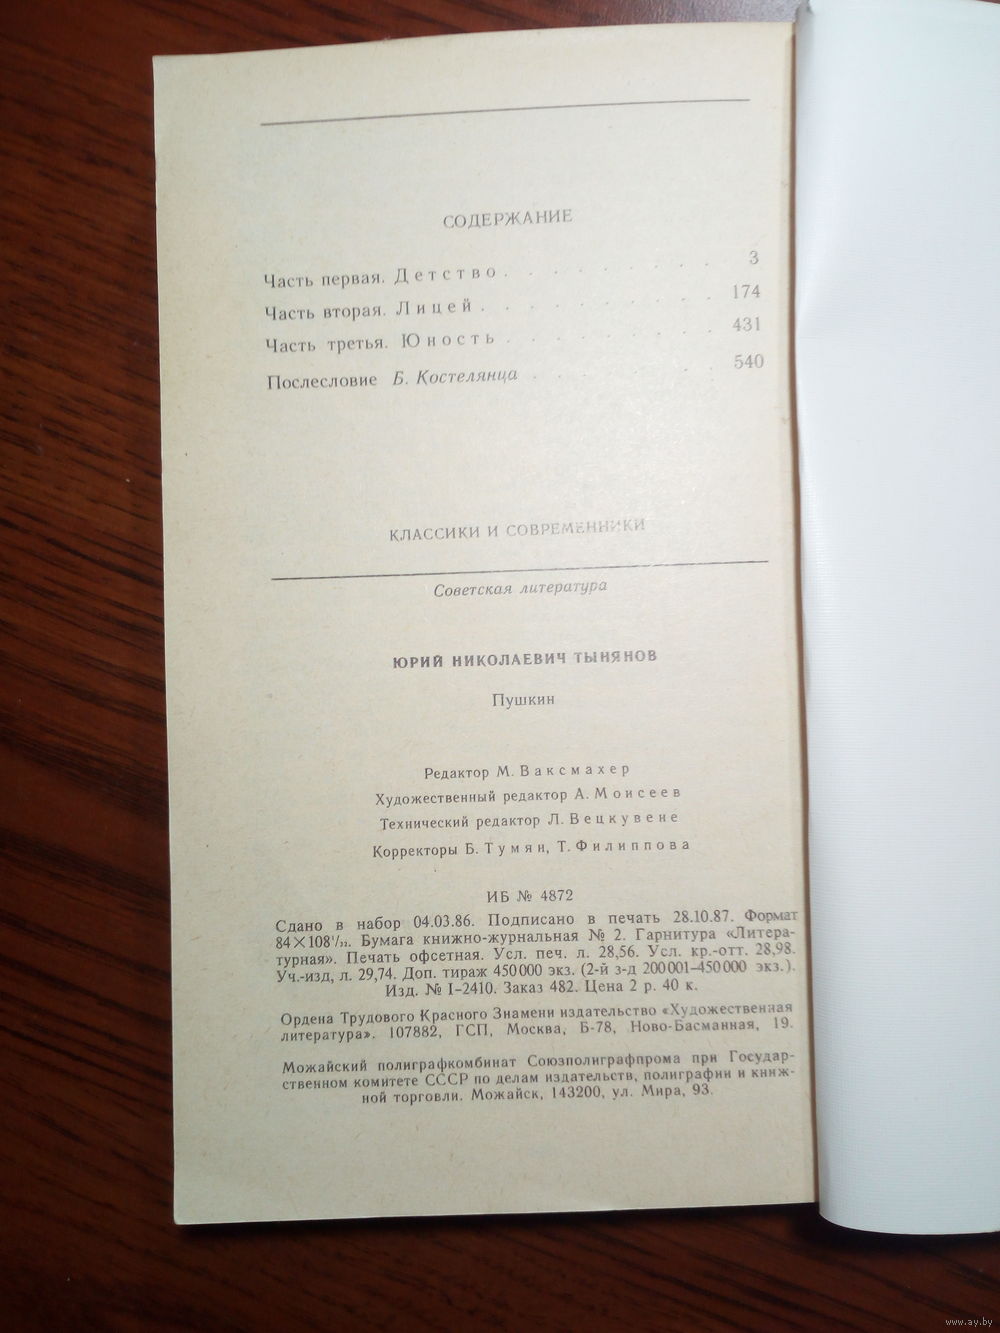 СОДЕРЖАНИЕ
Часть первая. Детство . . . . . . . . . 3
Часть вторая. Лицей . . . . . . . . . . 174
Часть третья. Юность . . . . . . . . . 431
Послесловие Б. Костелянца . . . . . . . 540
КЛАССИКИ И СОВРЕМЕННИКИ
Советская литература
ЮРИЙ НИКОЛАЕВИЧ ТЫНЯНОВ
Пушкин
Редактор М. Ваксмахер
Художественный редактор А. Моисеев
Технический редактор Л. Вецкувене
Корректоры Б. Тумян, Т. Филиппова
ИБ № 4872
Сдано в набор 04.03.86. Подписано в печать 28.10.87. Формат
84×108¹/₃₂. Бумага книжно-журнальная № 2. Гарнитура «Литера-
турная». Печать офсетная. Усл. печ. л. 28,56. Усл. кр.-отт. 28,98.
Уч.-изд, л. 29,74. Доп. тираж 450000 экз. (2-й з-д 200001–450000 экз.).
Изд. № I-2410. Заказ 482. Цена 2 р. 40 к.
Ордена Трудового Красного Знамени издательство «Художественная
литература». 107882, ГСП, Москва, Б-78, Ново-Басманная, 19.
Можайский полиграфкомбинат Союзполиграфпрома при Государ-
ственном комитете СССР по делам издательств, полиграфии и книж-
ной торговли. Можайск, 143200, ул. Мира, 93.
www.ay.by